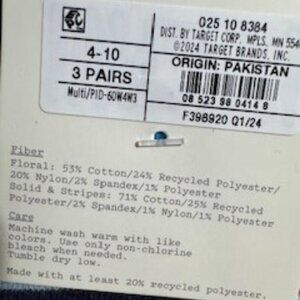 025 10 8384
DIST. BY TARGET CORP. MPLS, MN 554
©2024 TARGET BRANDS, INC.
4-10
3 PAIRS
ORIGIN: PAKISTAN
Multi/PID-60W4W3
08 523 98 0414 8
F398920 Q1/24
Fiber
Floral: 53% Cotton/24% Recycled Polyester/
20% Nylon/2% Spandex/1% Polyester
Solid & Stripes: 71% Cotton/25% Recycled
Polyester/2% Spandex/1% Nylon/1% Polyester
Care
Machine wash warm with like
colors. Use only non-chlorine
bleach when needed.
Tumble dry low.
Made with at least 20% recycled polyester.